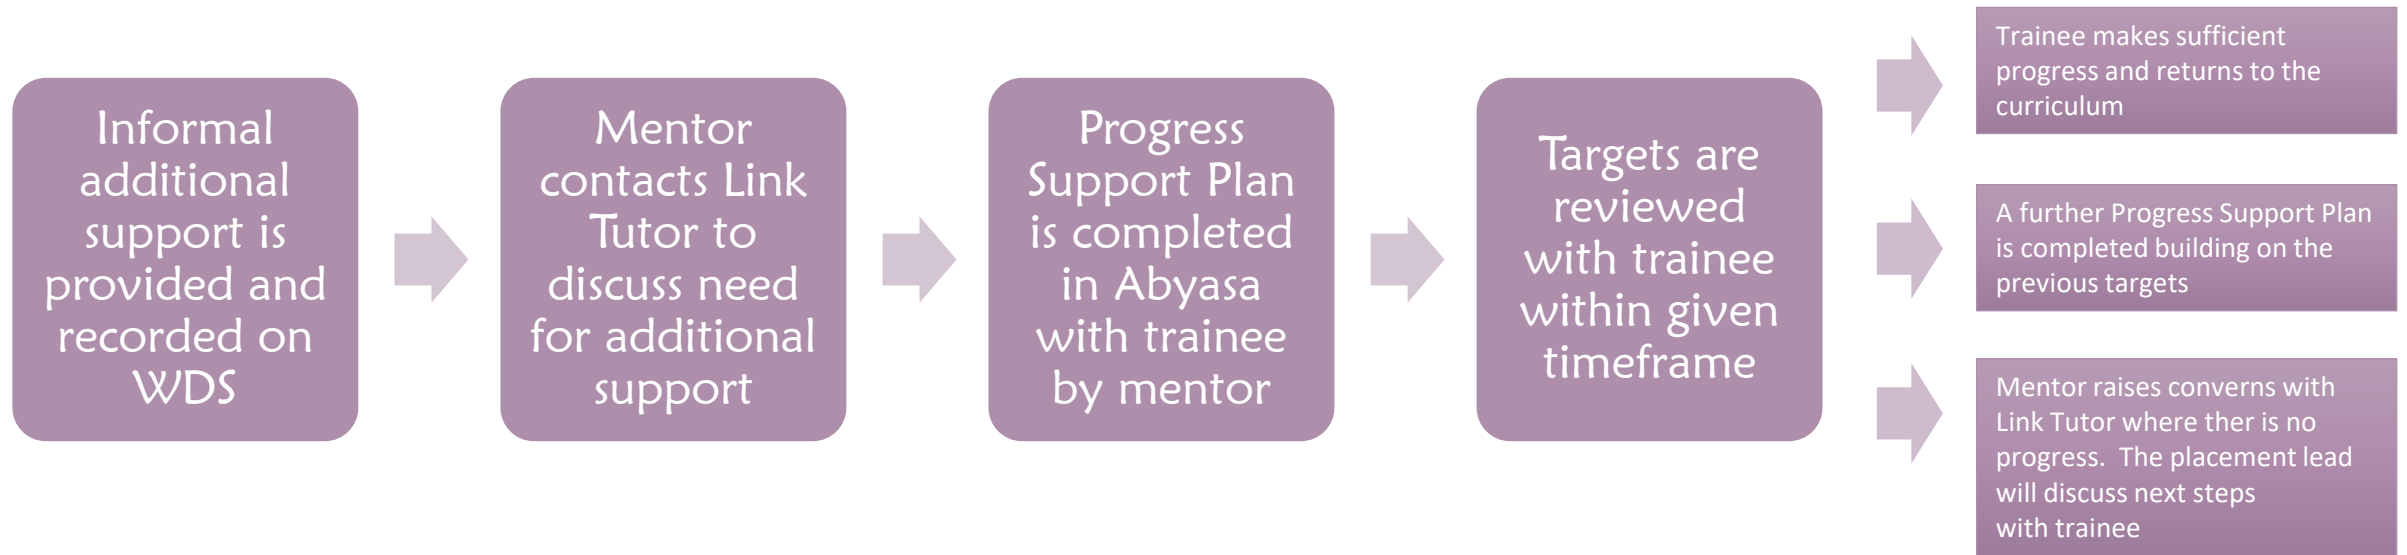 Informal
additional
support is
provided and
recorded on
WDS
Mentor
contacts Link
Tutor to
discuss need
for additional
support
Progress
Support Plan
is completed
in Abyasa
with trainee
by mentor
Targets are
reviewed
with trainee
within given
timeframe
Trainee makes sufficient
progress and returns to the
curriculum
A further Progress Support Plan
is completed building on the
previous targets
Mentor raises converns with
Link Tutor where ther is no
progress.  The placement lead
will discuss next steps
with trainee